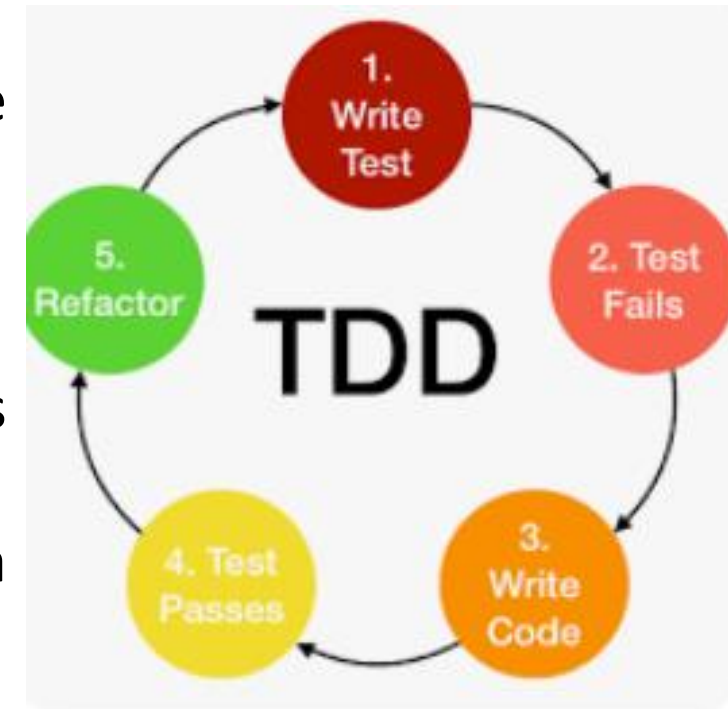 1.
Write
Test
2. Test
Fails
3.
Write
Code
4. Test
Passes
5.
Refactor
TDD
e
s